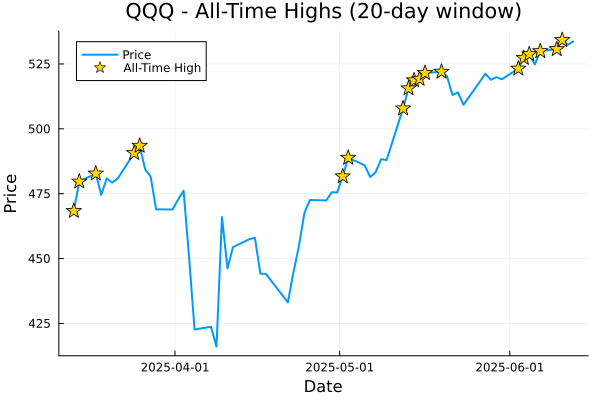 QQQ - All-Time Highs (20-day window)
Price
All-Time High
Price
525
500
475
450
425
2025-04-01
2025-05-01
2025-06-01
Date